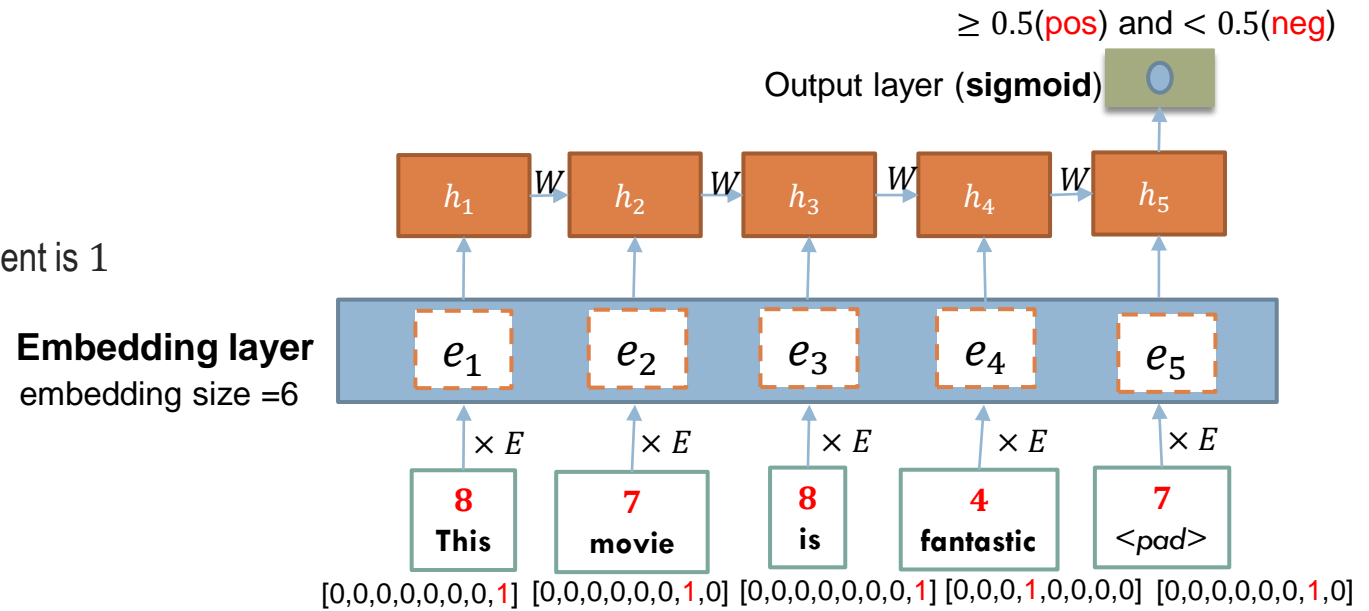 ≥ 0.5(pos) and < 0.5(neg)
Output layer (sigmoid)
h₁ W h₂ W h₃ W h₄ W h₅
ent is 1
Embedding layer
embedding size =6
e₁ e₂ e₃ e₄ e₅
× E × E × E × E × E
8 7 8 4 7
This movie is fantastic <pad>
[0,0,0,0,0,0,0,1] [0,0,0,0,0,0,1,0] [0,0,0,0,0,0,0,1] [0,0,0,1,0,0,0,0] [0,0,0,0,0,0,1,0]